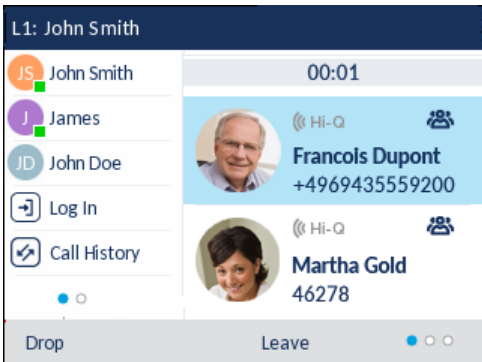 L1: John Smith
JS John Smith
J James
JD John Doe
Log In
Call History
00:01
Hi-Q
Francois Dupont
+4969435559200
Hi-Q
Martha Gold
46278
Drop
Leave